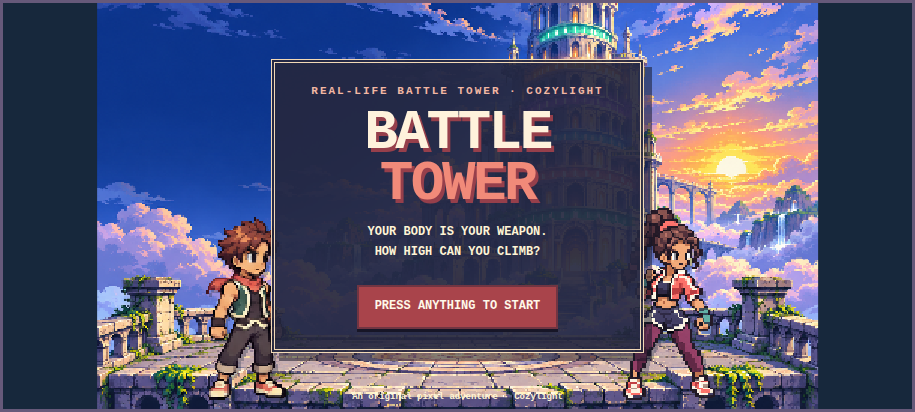 REAL-LIFE BATTLE TOWER · COZYLIGHT
BATTLE
TOWER
YOUR BODY IS YOUR WEAPON.
HOW HIGH CAN YOU CLIMB?
PRESS ANYTHING TO START
An original pixel adventure · Cozylight